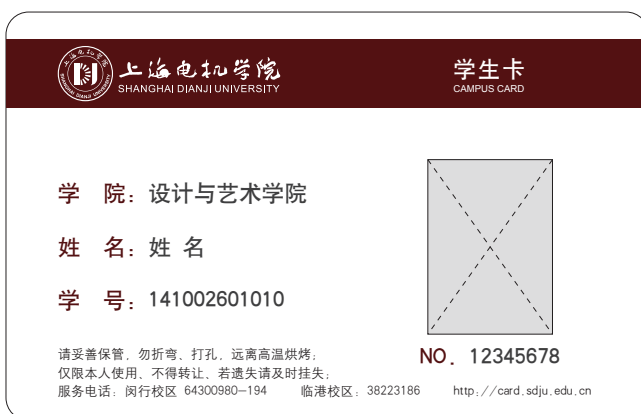 上海电机学院
SHANGHAI DIANJI UNIVERSITY
学生卡
CAMPUS CARD
学 院：设计与艺术学院
姓 名：姓 名
学 号：141002601010
NO. 12345678
请妥善保管，勿折弯、打孔，远离高温烘烤；
仅限本人使用、不得转让、若遗失请及时挂失；
服务电话：闵行校区 64300980-194 临港校区：38223186 http://card.sdju.edu.cn